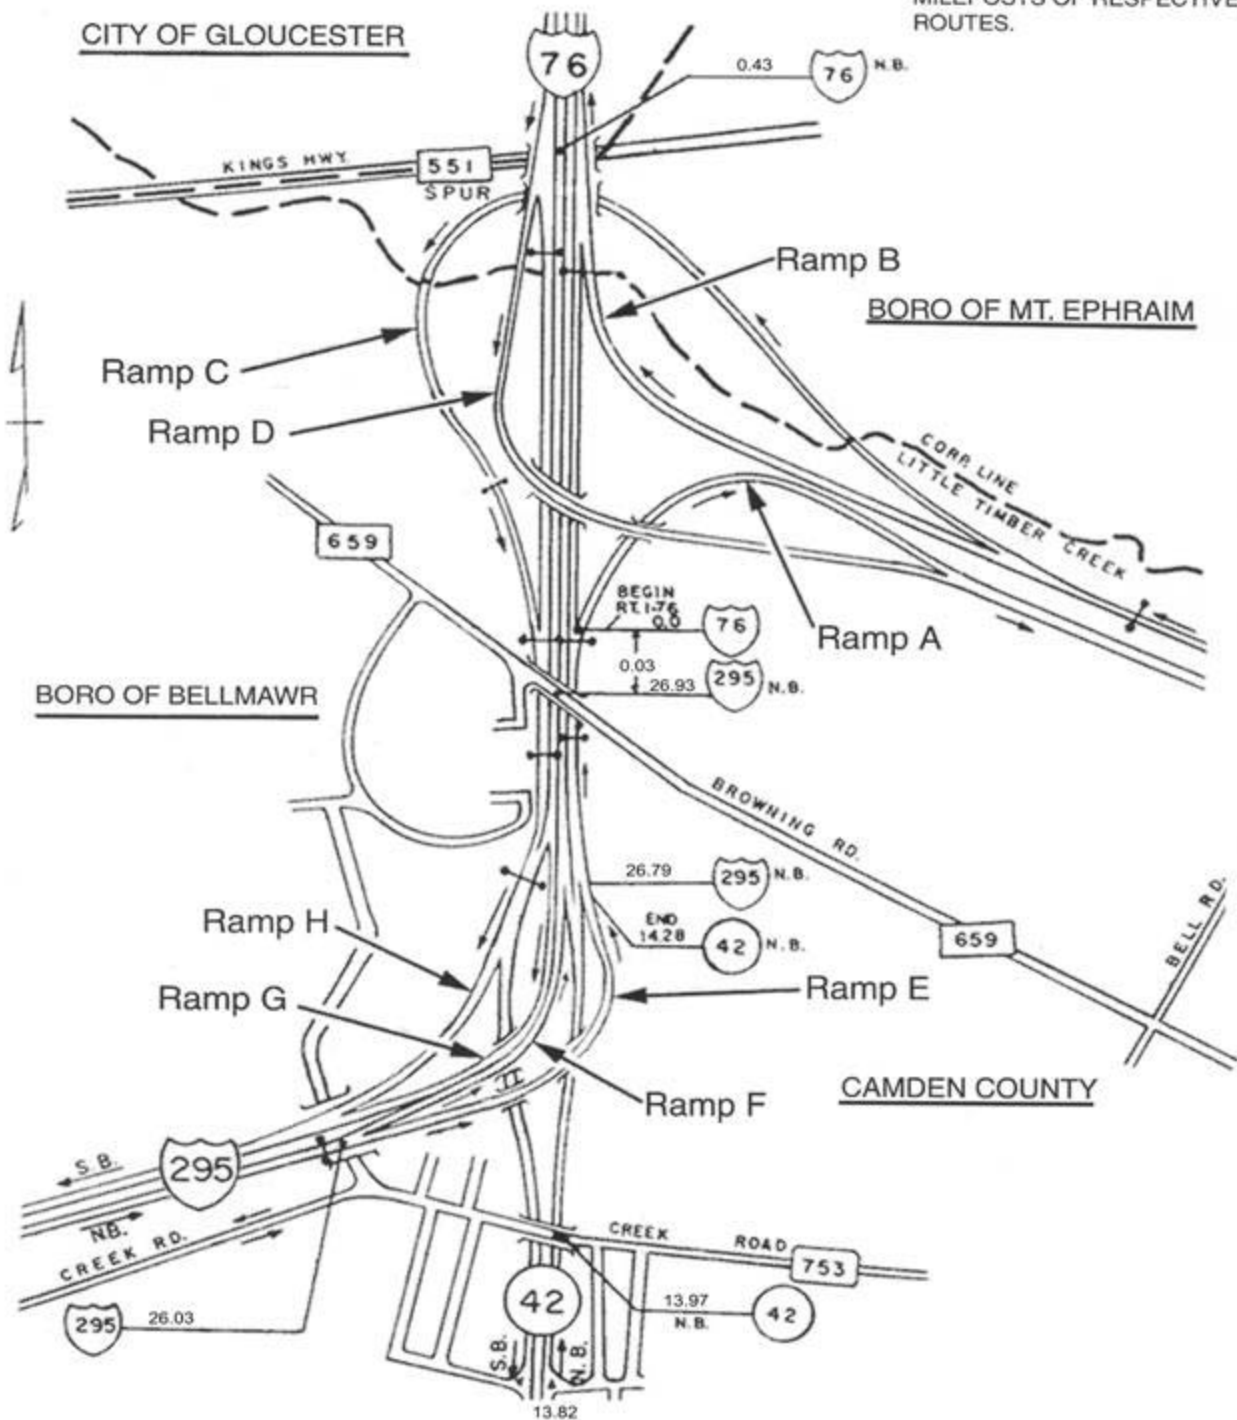 MILEPOSTS OF RESPECTIVE
ROUTES.
CITY OF GLOUCESTER
76
0.43
76
N.B.
KINGS HWY.
551
SPUR
Ramp B
BORO OF MT. EPHRAIM
Ramp C
Ramp D
CORP. LINE
LITTLE TIMBER CREEK
659
BEGIN
RT. I-76
0.0
76
Ramp A
0.03
26.93
295
N.B.
BORO OF BELLMAWR
BROWNING RD.
26.79
295
N.B.
BELL RD.
END
14.28
42
N.B.
659
Ramp H
Ramp G
Ramp E
Ramp F
CAMDEN COUNTY
S.B.
295
N.B.
CREEK RD.
CREEK ROAD
753
295
26.03
42
13.97
N.B.
42
S.B.
N.B.
13.82